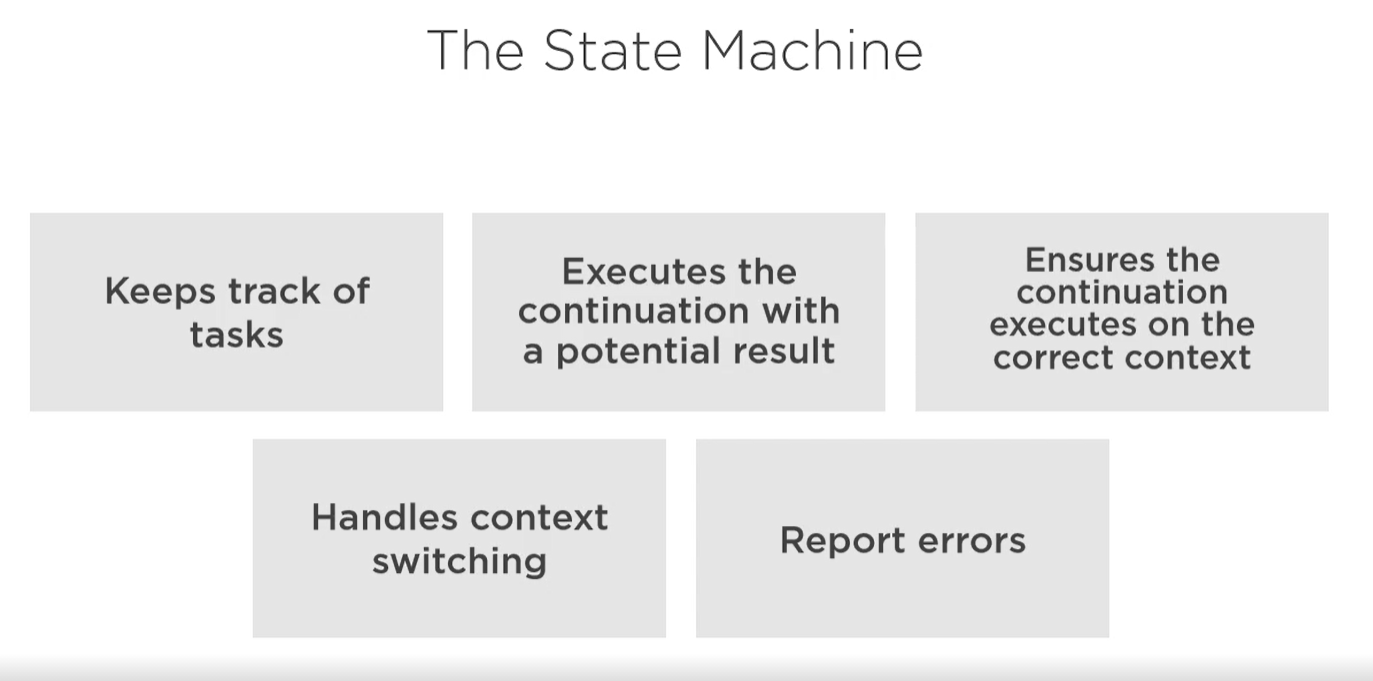 The State Machine
Keeps track of
tasks
Executes the
continuation with
a potential result
Ensures the
continuation
executes on the
correct context
Handles context
switching
Report errors